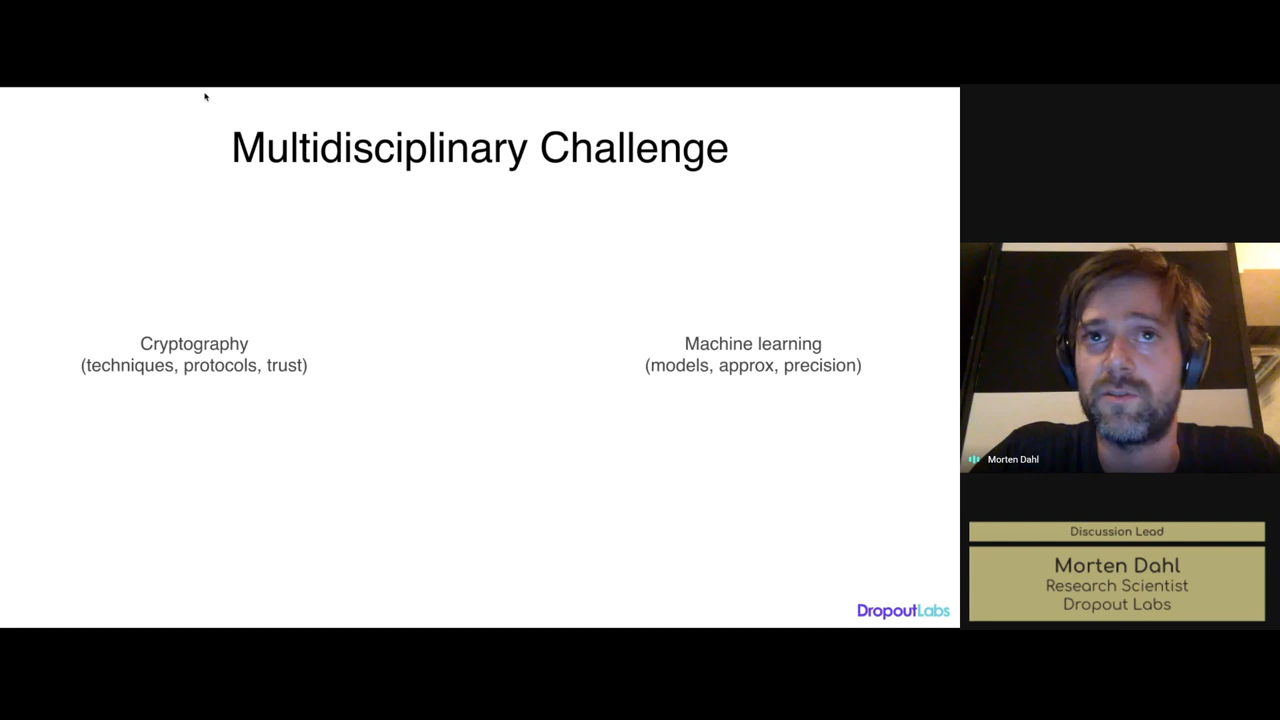 Multidisciplinary Challenge
Cryptography
(techniques, protocols, trust)
Machine learning
(models, approx, precision)
DropoutLabs
Morten Dahl
Discussion Lead
Morten Dahl
Research Scientist
Dropout Labs